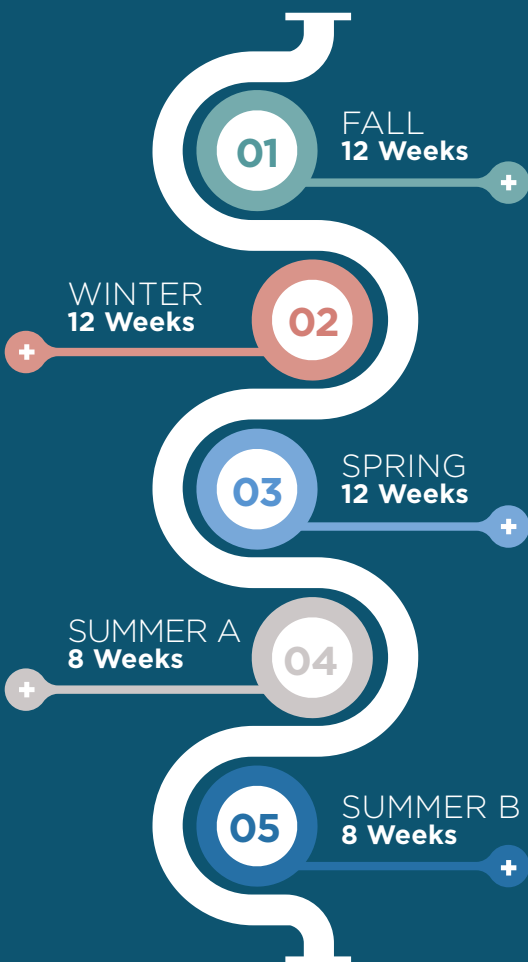 01
FALL
12 Weeks
WINTER
12 Weeks
02
03
SPRING
12 Weeks
SUMMER A
8 Weeks
04
05
SUMMER B
8 Weeks